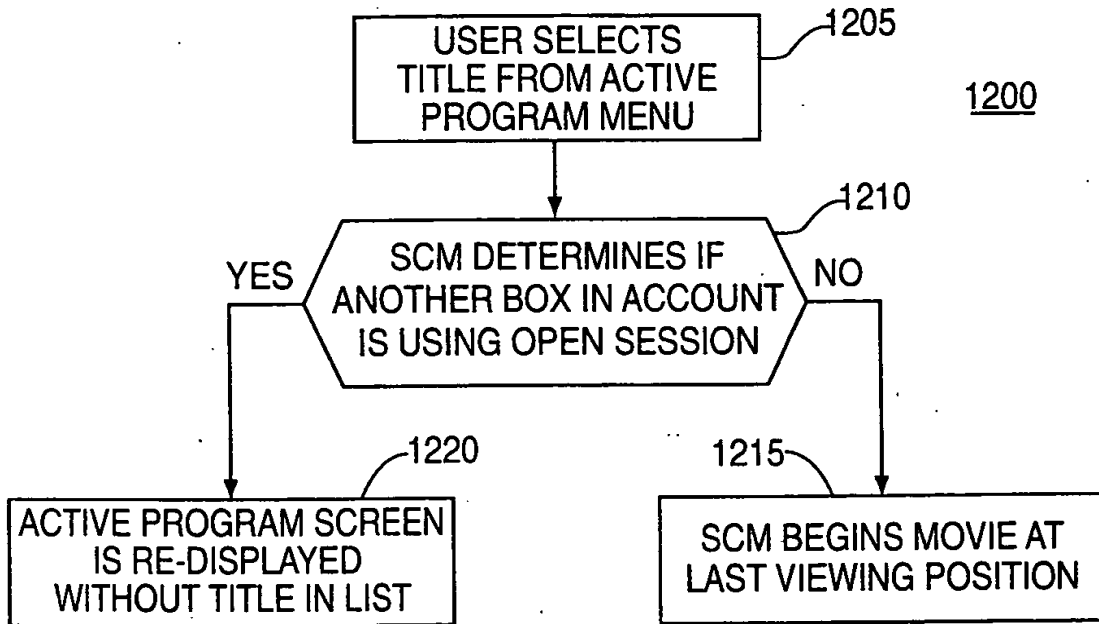 USER SELECTS
TITLE FROM ACTIVE
PROGRAM MENU
1205
1200
1210
SCM DETERMINES IF
ANOTHER BOX IN ACCOUNT
IS USING OPEN SESSION
YES
NO
1220
ACTIVE PROGRAM SCREEN
IS RE-DISPLAYED
WITHOUT TITLE IN LIST
1215
SCM BEGINS MOVIE AT
LAST VIEWING POSITION